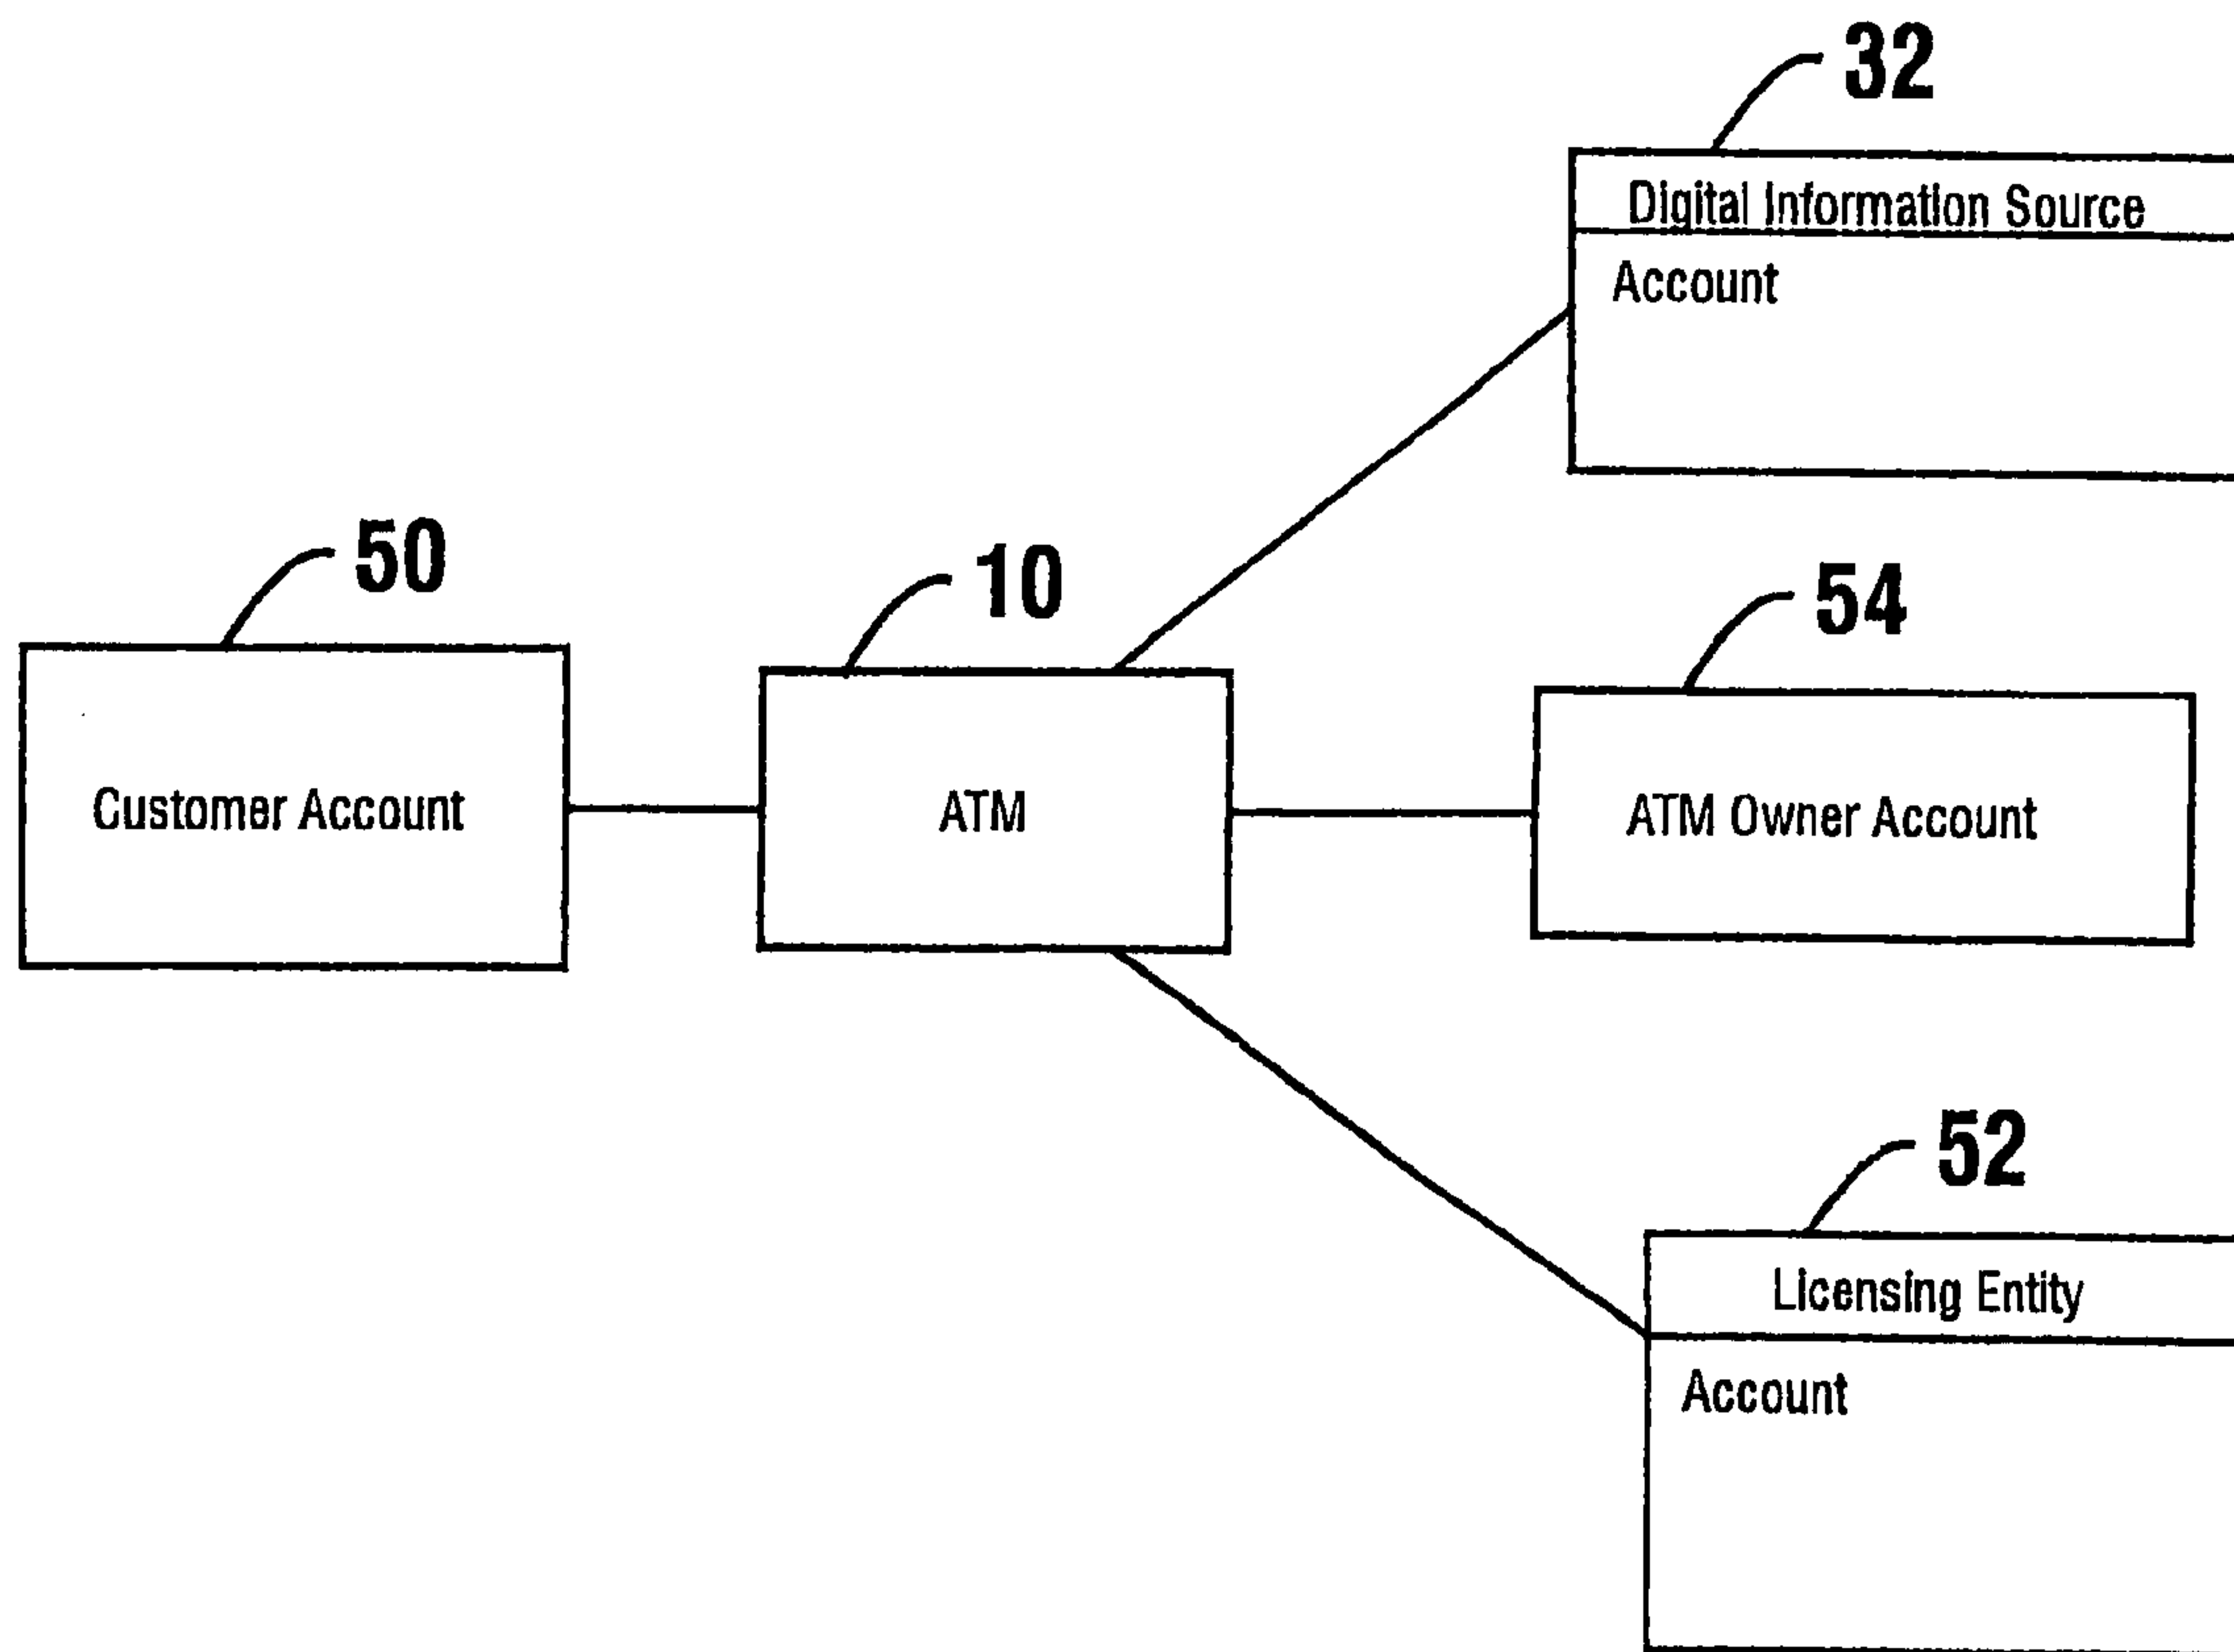 32
Digital Information Source
Account
50
10
54
Customer Account
ATM
ATM Owner Account
52
Licensing Entity
Account